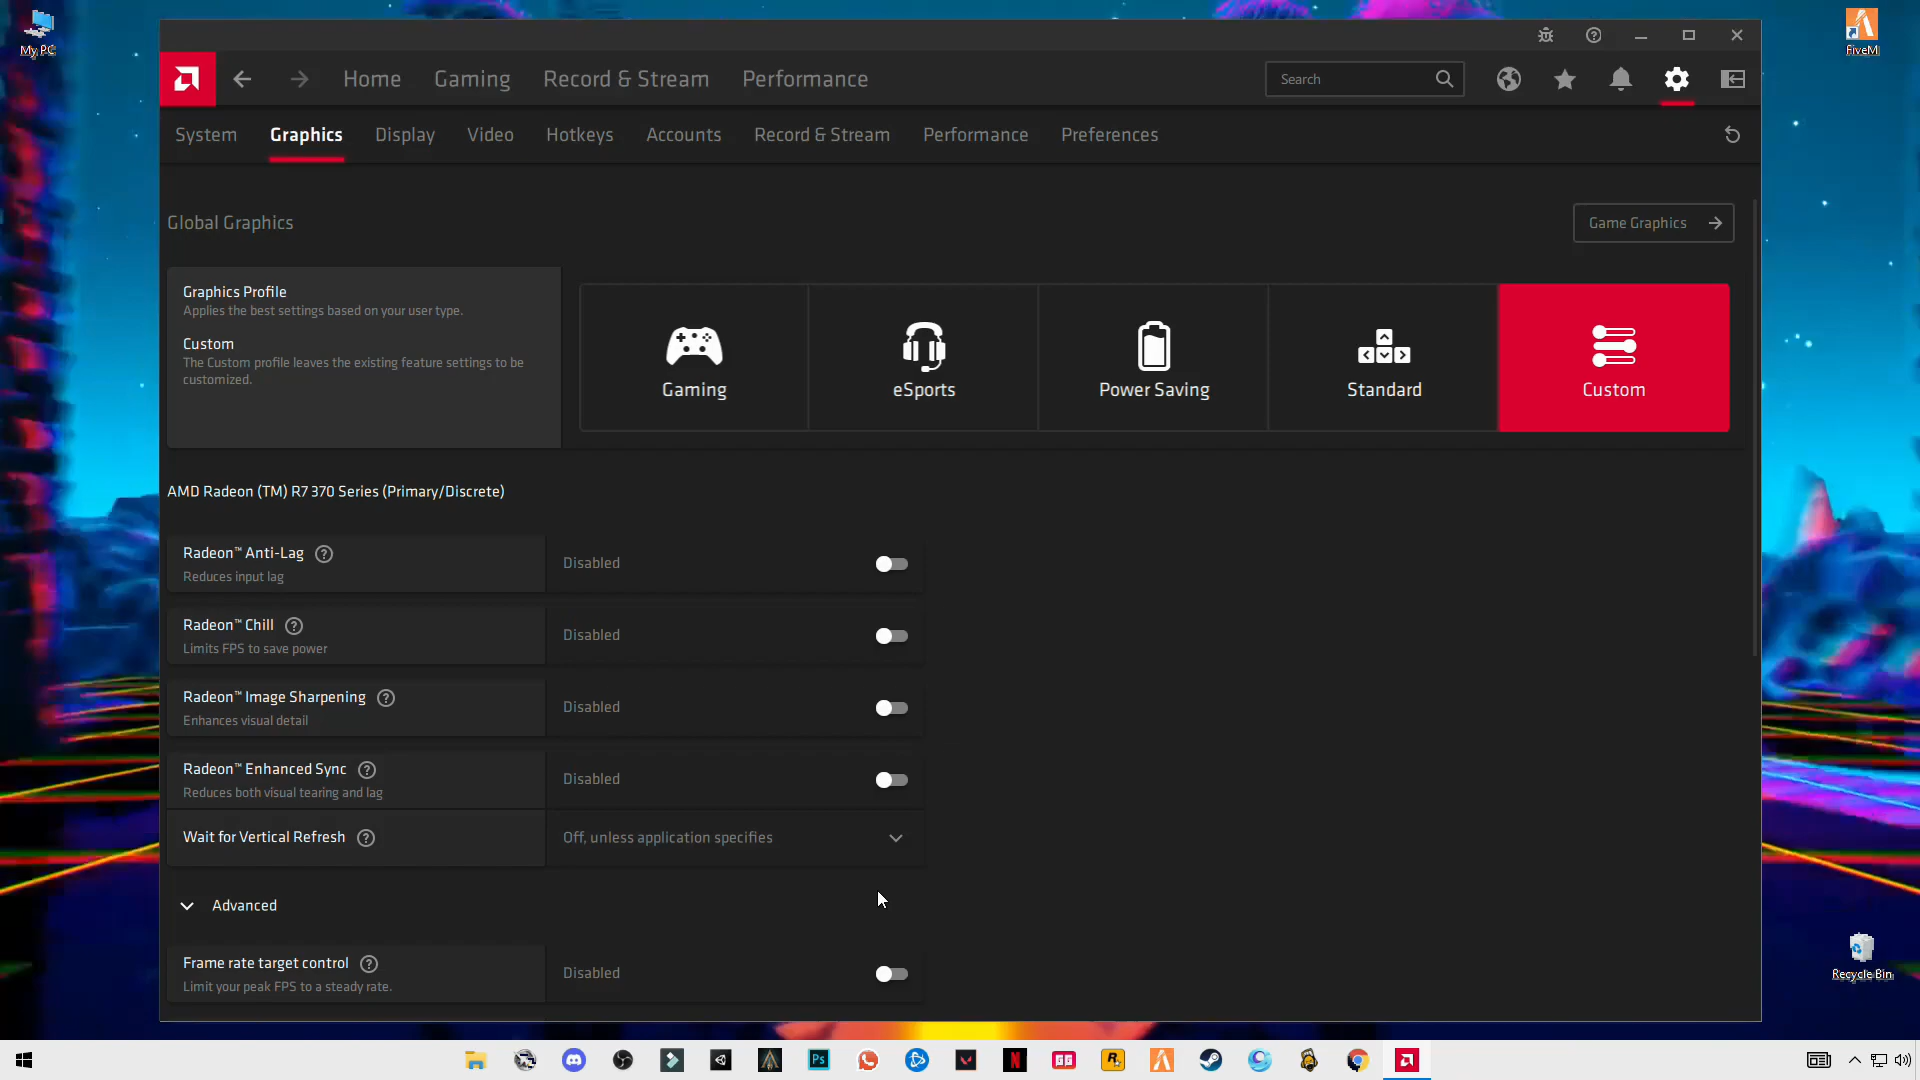 My PC
FiveM
Home
Gaming
Record & Stream
Performance
Search
System
Graphics
Display
Video
Hotkeys
Accounts
Record & Stream
Performance
Preferences
Global Graphics
Game Graphics
Graphics Profile
Applies the best settings based on your user type.
Custom
The Custom profile leaves the existing feature settings to be
customized.
Gaming
eSports
Power Saving
Standard
Custom
AMD Radeon (TM) R7 370 Series (Primary/Discrete)
Radeon™ Anti-Lag
Reduces input lag
Disabled
Radeon™ Chill
Limits FPS to save power
Disabled
Radeon™ Image Sharpening
Enhances visual detail
Disabled
Radeon™ Enhanced Sync
Reduces both visual tearing and lag
Disabled
Wait for Vertical Refresh
Off, unless application specifies
Advanced
Frame rate target control
Limit your peak FPS to a steady rate.
Disabled
Recycle Bin
Ps